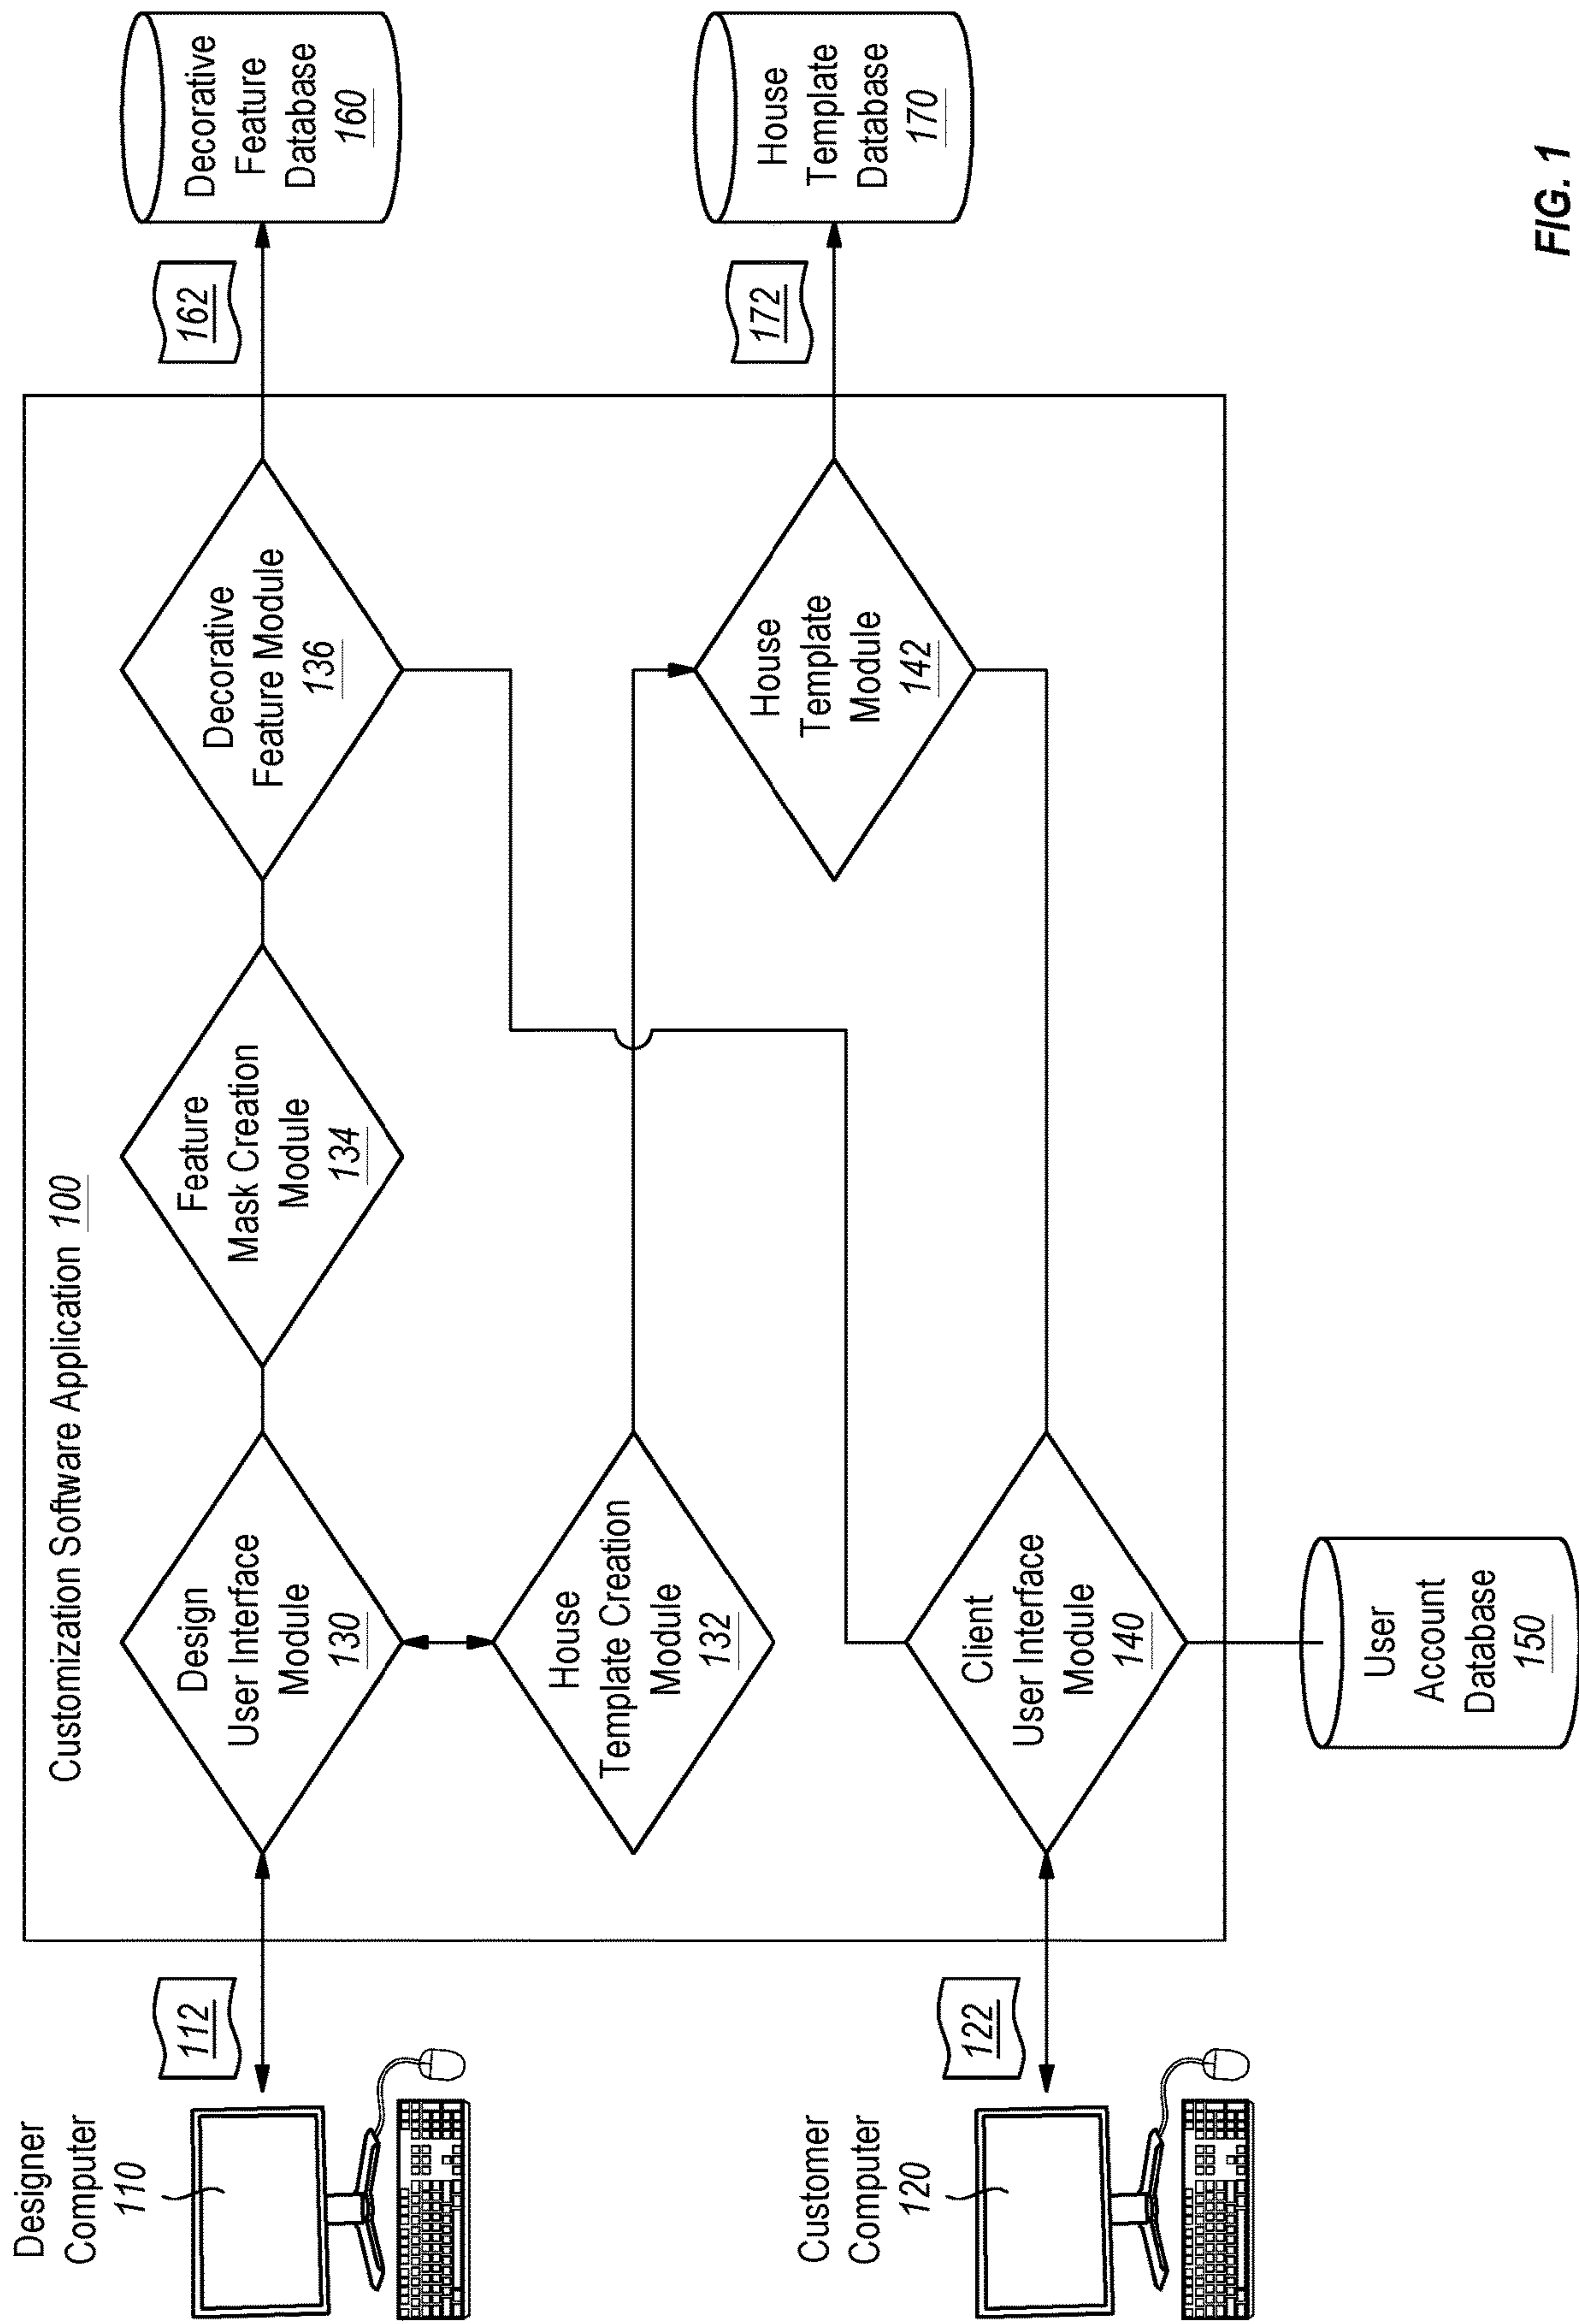 Customization Software Application 100
Designer
Computer
110
112
Design
User Interface
Module
130
Feature
Mask Creation
Module
134
Decorative
Feature Module
136
162
Decorative
Feature
Database
160
House
Template Creation
Module
132
House
Template
Module
142
172
House
Template
Database
170
Customer
Computer
120
122
Client
User Interface
Module
140
User
Account
Database
150
FIG. 1